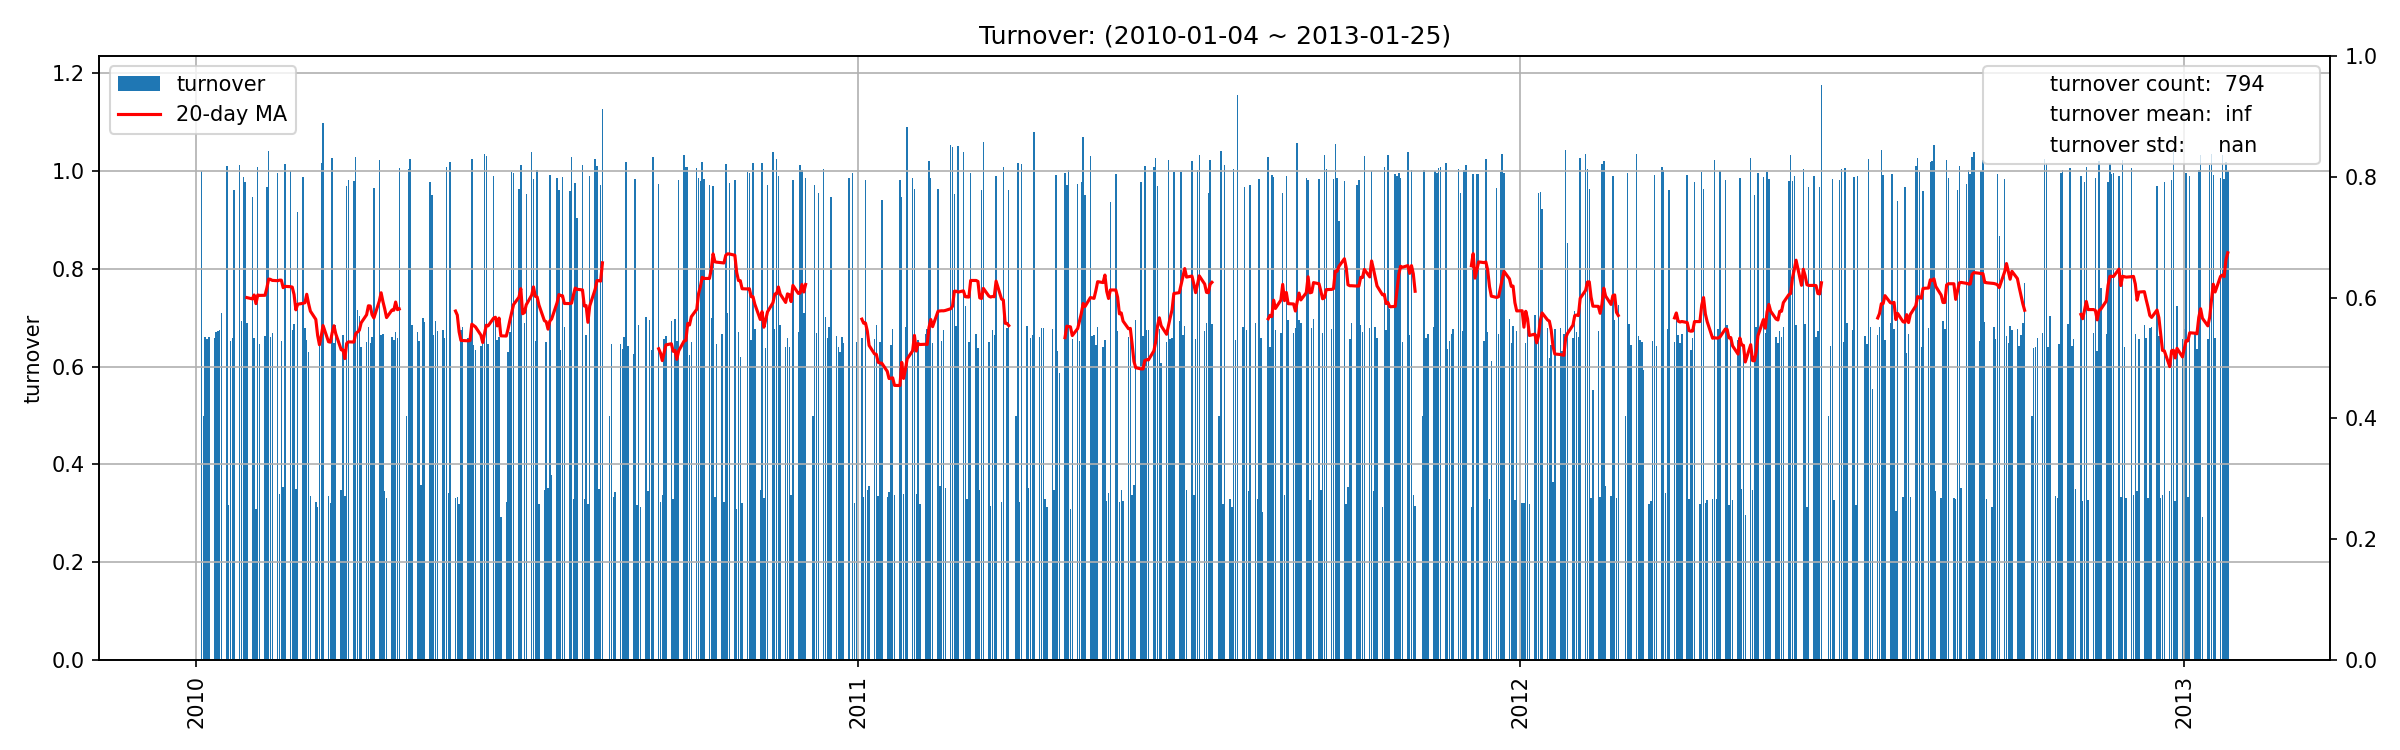 Turnover: (2010-01-04 ~ 2013-01-25)
turnover
20-day MA
turnover count: 794
turnover mean: inf
turnover std: nan
1.2
1.0
0.8
0.6
0.4
0.2
0.0
turnover
1.0
0.8
0.6
0.4
0.2
0.0
2010
2011
2012
2013